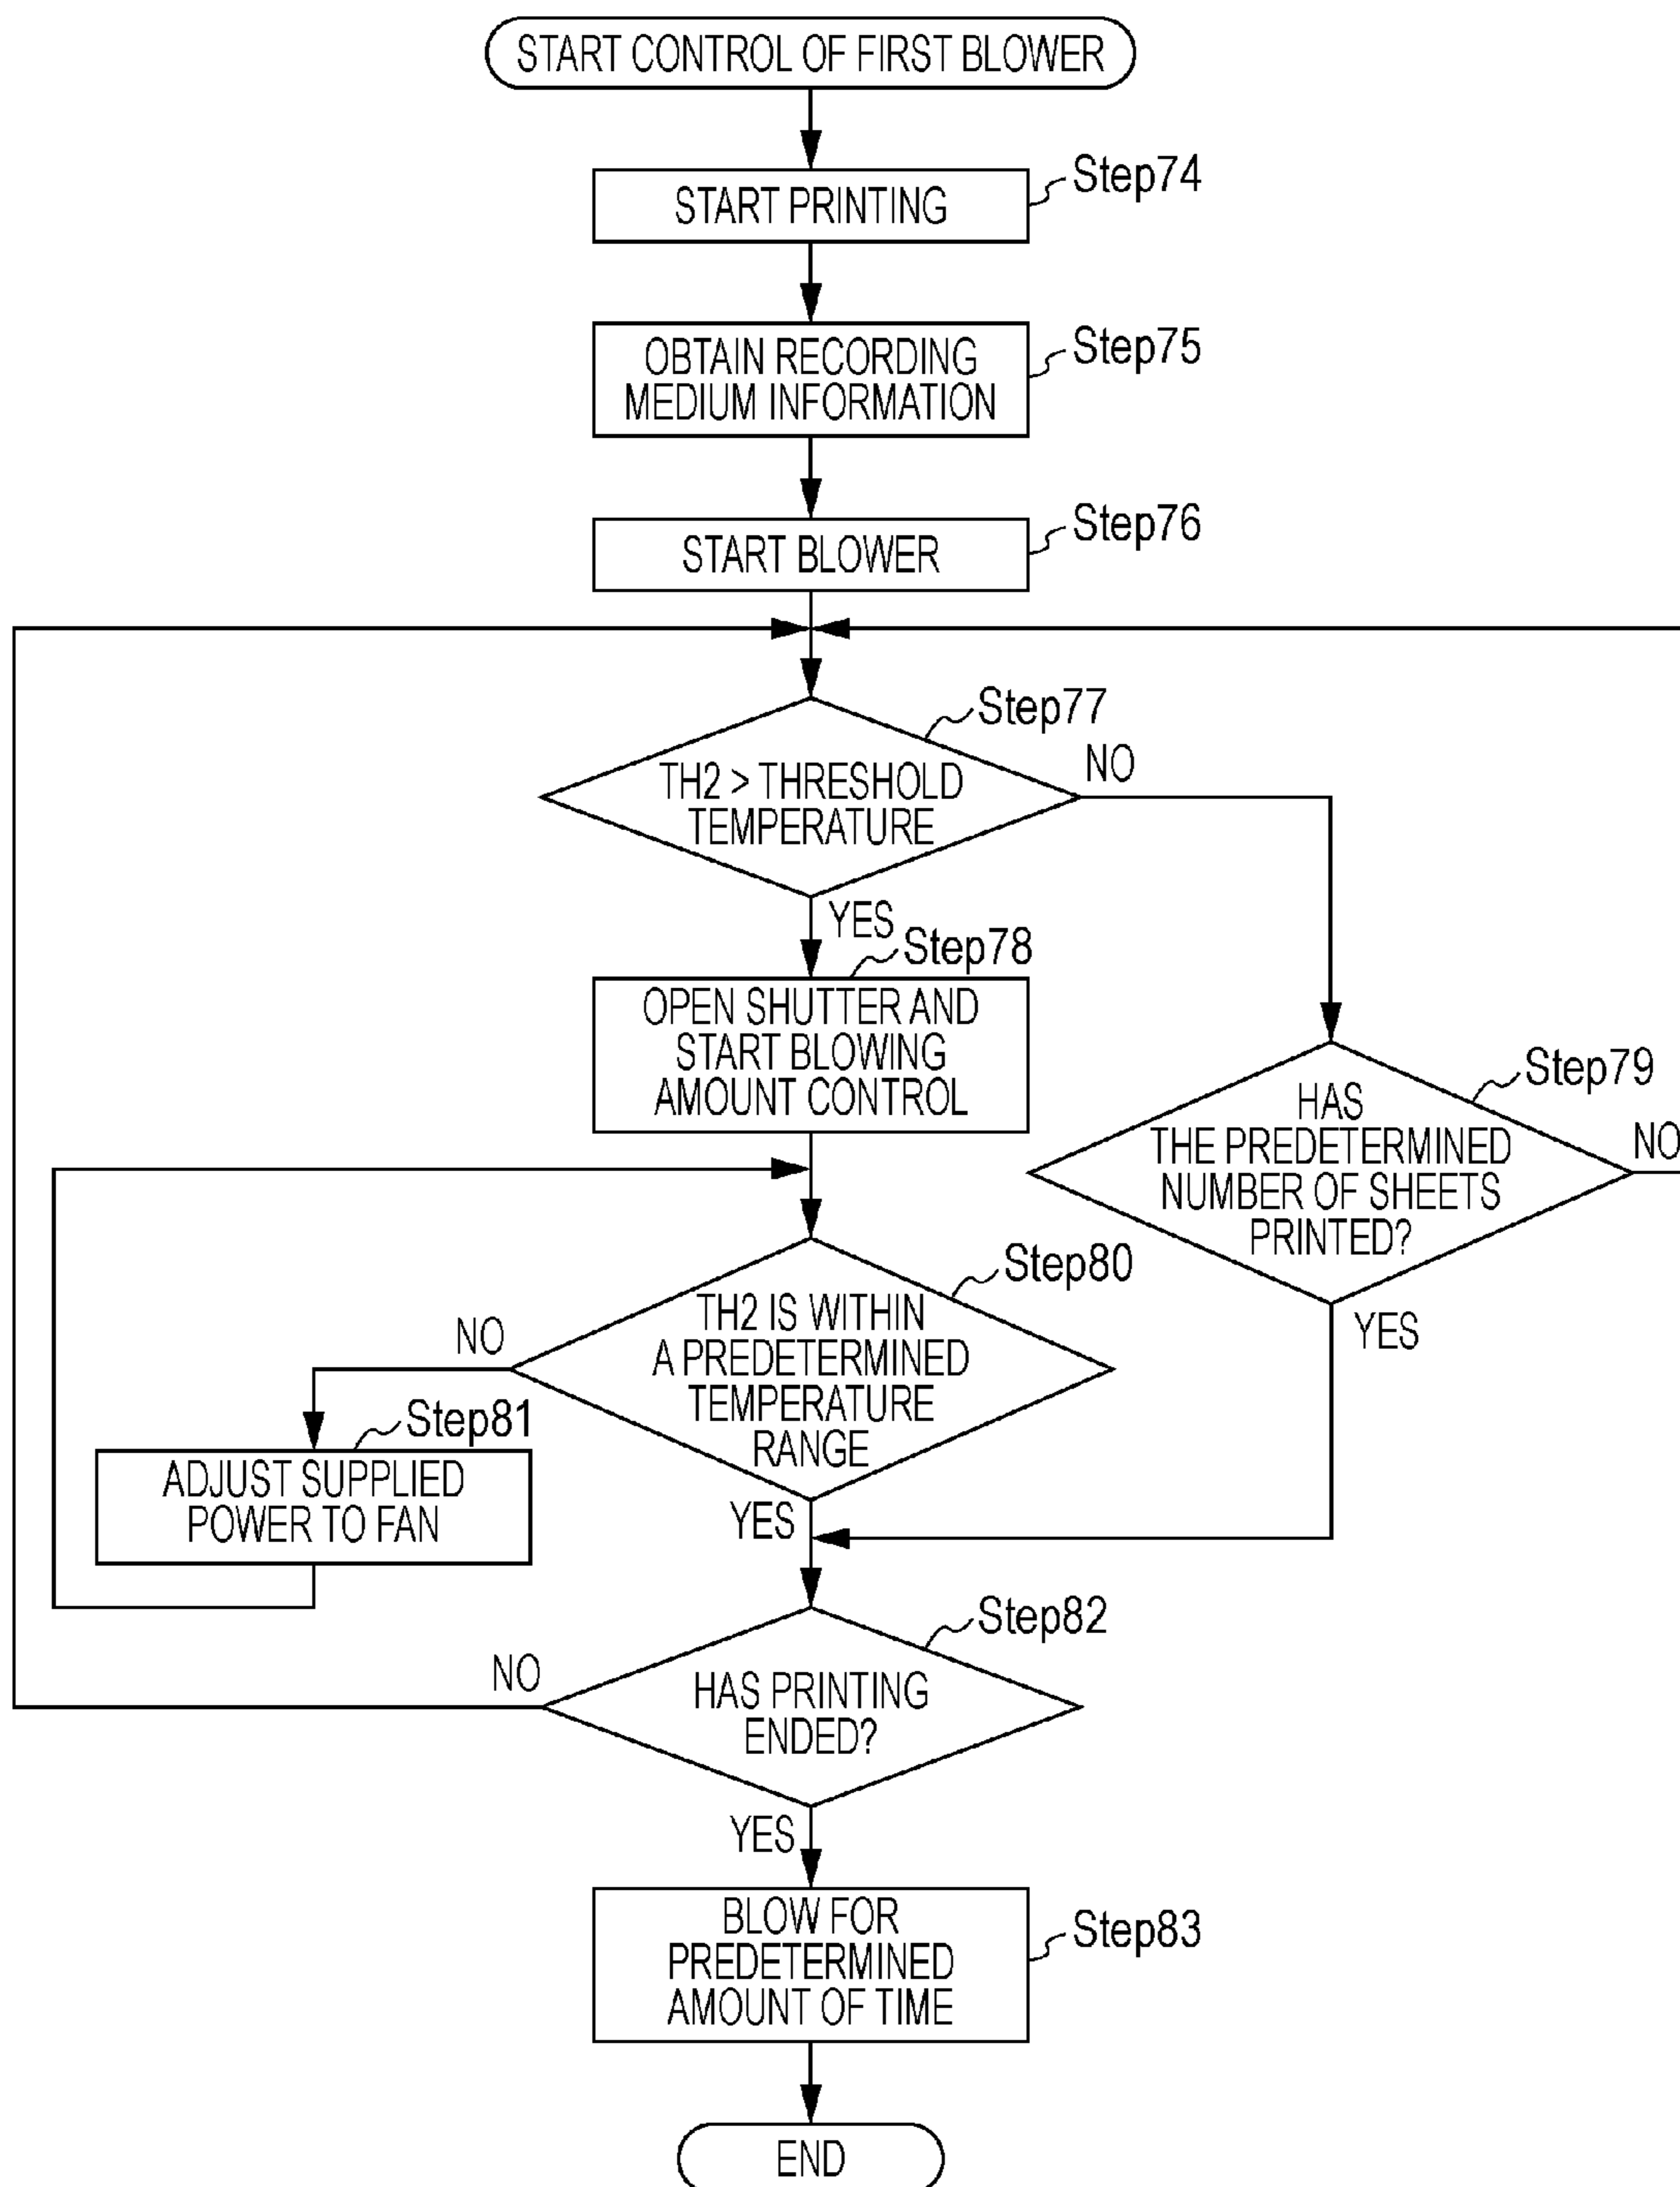 START CONTROL OF FIRST BLOWER
Step74
START PRINTING
Step75
OBTAIN RECORDING
MEDIUM INFORMATION
Step76
START BLOWER
Step77
NO
TH2 > THRESHOLD
TEMPERATURE
YES
Step78
OPEN SHUTTER AND
START BLOWING
AMOUNT CONTROL
Step79
HAS
THE PREDETERMINED
NUMBER OF SHEETS
PRINTED?
NO
YES
Step80
TH2 IS WITHIN
A PREDETERMINED
TEMPERATURE
RANGE
NO
Step81
ADJUST SUPPLIED
POWER TO FAN
YES
Step82
NO
HAS PRINTING
ENDED?
YES
BLOW FOR
PREDETERMINED
AMOUNT OF TIME
Step83
END